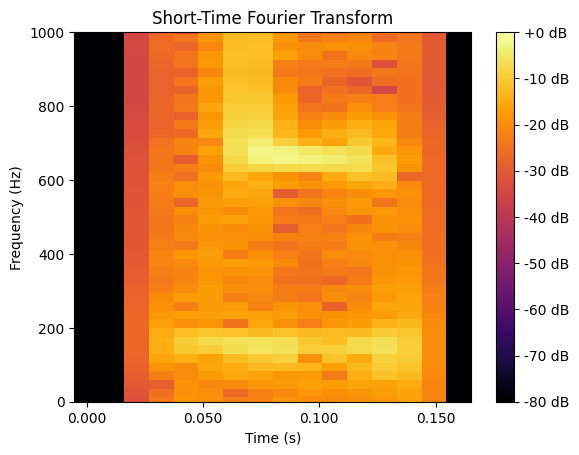 Short-Time Fourier Transform
1000
800
600
400
200
0
Frequency (Hz)
0.000
0.050
0.100
0.150
Time (s)
+0 dB
-10 dB
-20 dB
-30 dB
-40 dB
-50 dB
-60 dB
-70 dB
-80 dB